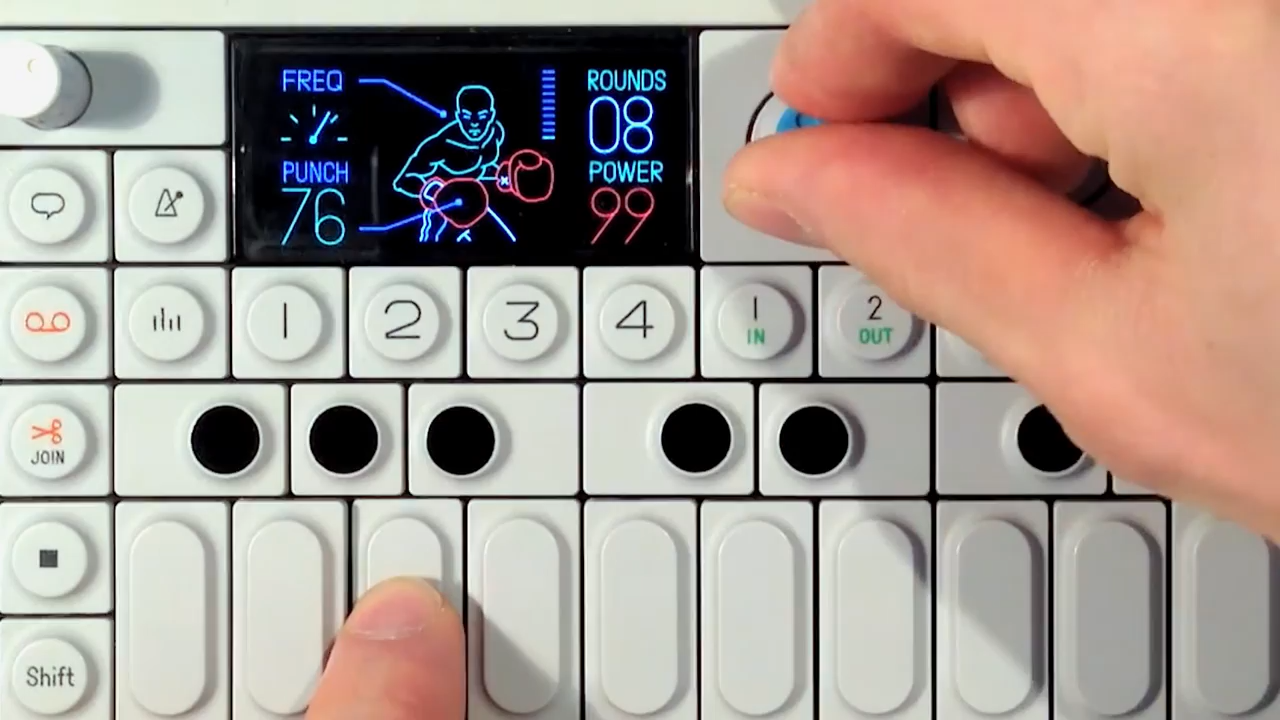 FREQ
ROUNDS
08
PUNCH
76
POWER
99
1
2
3
4
1
IN
2
OUT
JOIN
Shift